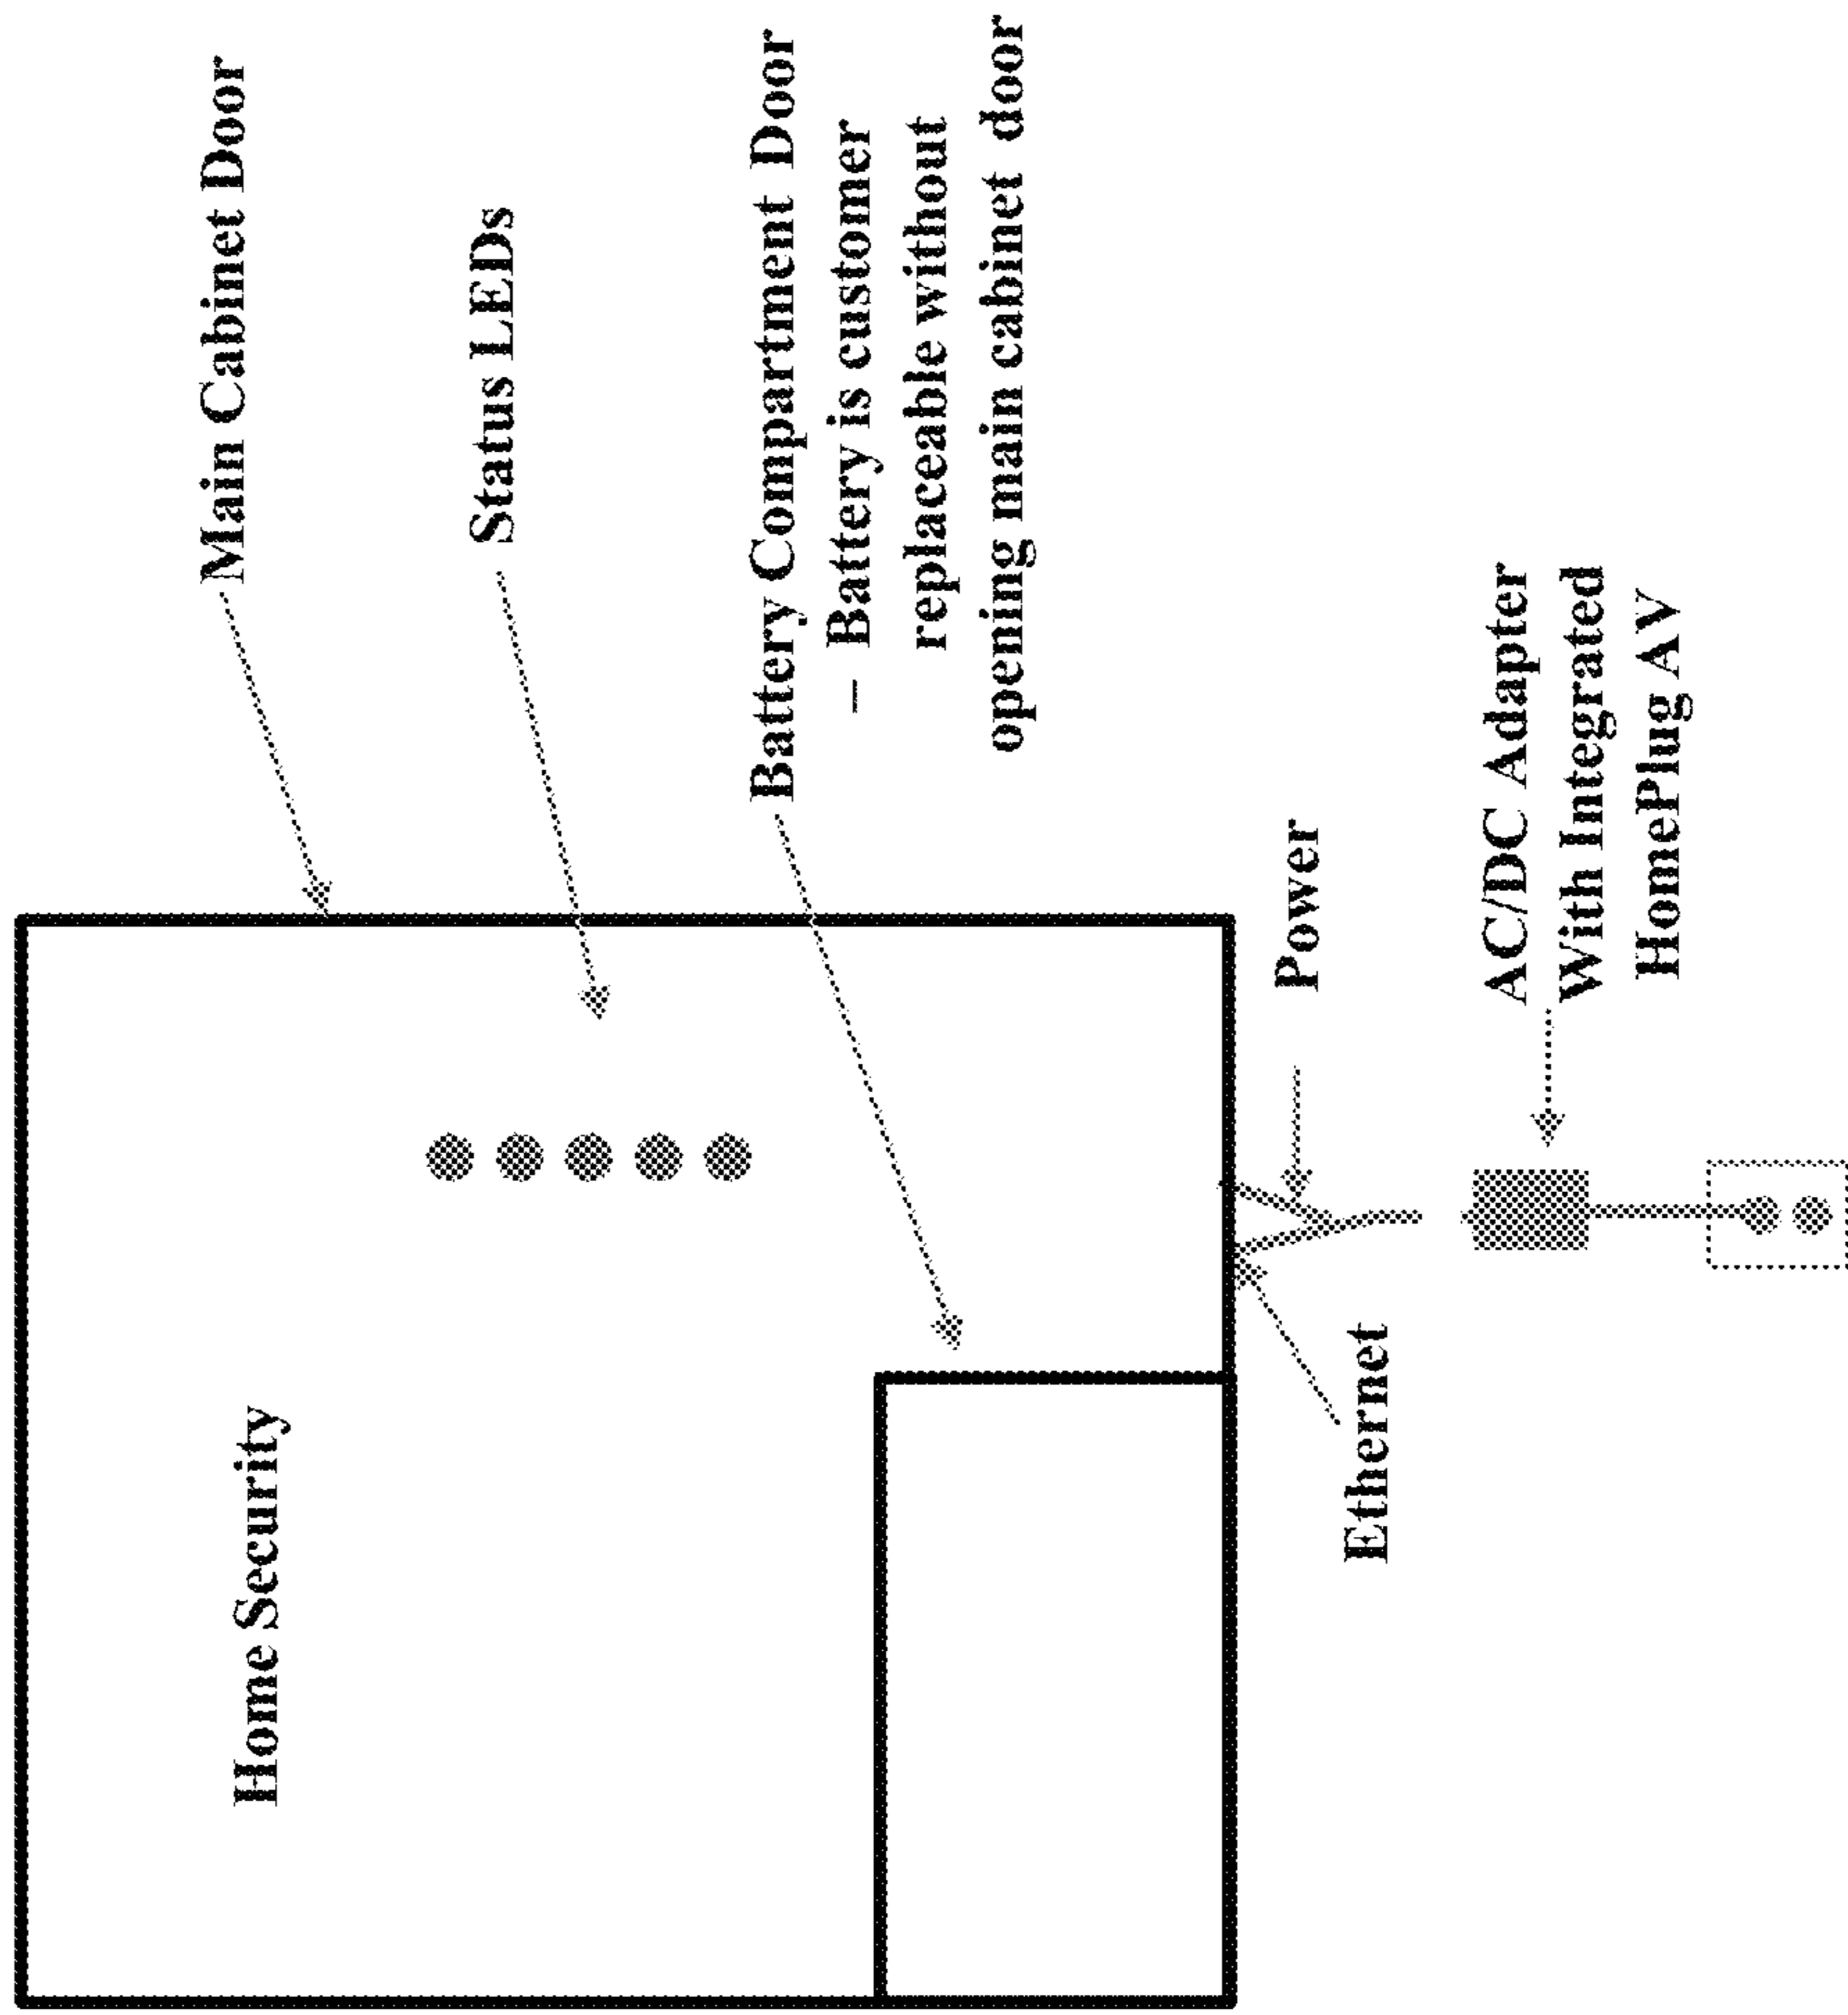 Home Security
Main Cabinet Door
Status LEDs
Battery Compartment Door
– Battery is customer
replaceable without
opening main cabinet door
Ethernet
Power
AC/DC Adapter
With Integrated
HomePlug AV